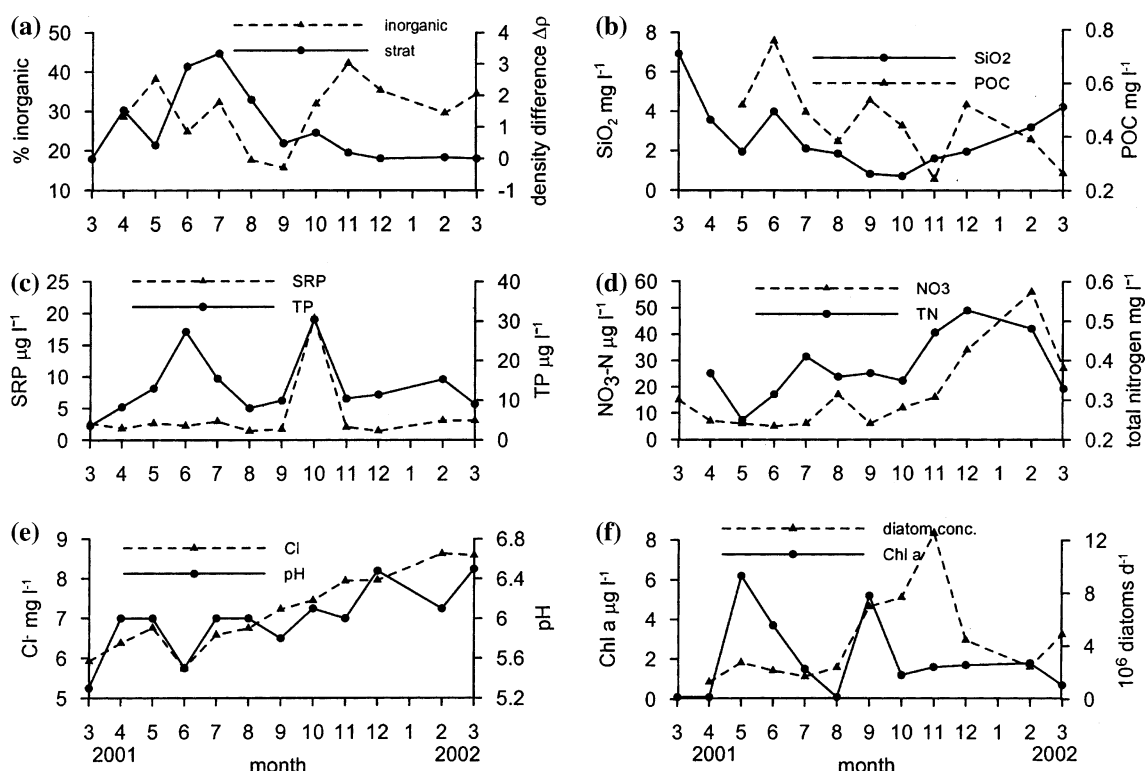 (a)
inorganic
strat
% inorganic
50
40
30
20
10
density difference Δρ
4
3
2
1
0
-1
3 4 5 6 7 8 9 10 11 12 1 2 3
(b)
SiO2
POC
SiO₂ mg l⁻¹
8
6
4
2
0
POC mg l⁻¹
0.8
0.6
0.4
0.2
3 4 5 6 7 8 9 10 11 12 1 2 3
(c)
SRP
TP
SRP µg l⁻¹
25
20
15
10
5
0
TP µg l⁻¹
40
30
20
10
0
3 4 5 6 7 8 9 10 11 12 1 2 3
(d)
NO3
TN
NO₃-N µg l⁻¹
60
50
40
30
20
10
0
total nitrogen mg l⁻¹
0.6
0.5
0.4
0.3
0.2
3 4 5 6 7 8 9 10 11 12 1 2 3
(e)
Cl
pH
Cl⁻ mg l⁻¹
9
8
7
6
5
pH
6.8
6.4
6
5.6
5.2
3 4 5 6 7 8 9 10 11 12 1 2 3
2001 month 2002
(f)
diatom conc.
Chl a
Chl a µg l⁻¹
8
6
4
2
0
10⁶ diatoms d⁻¹
12
8
4
0
3 4 5 6 7 8 9 10 11 12 1 2 3
2001 month 2002